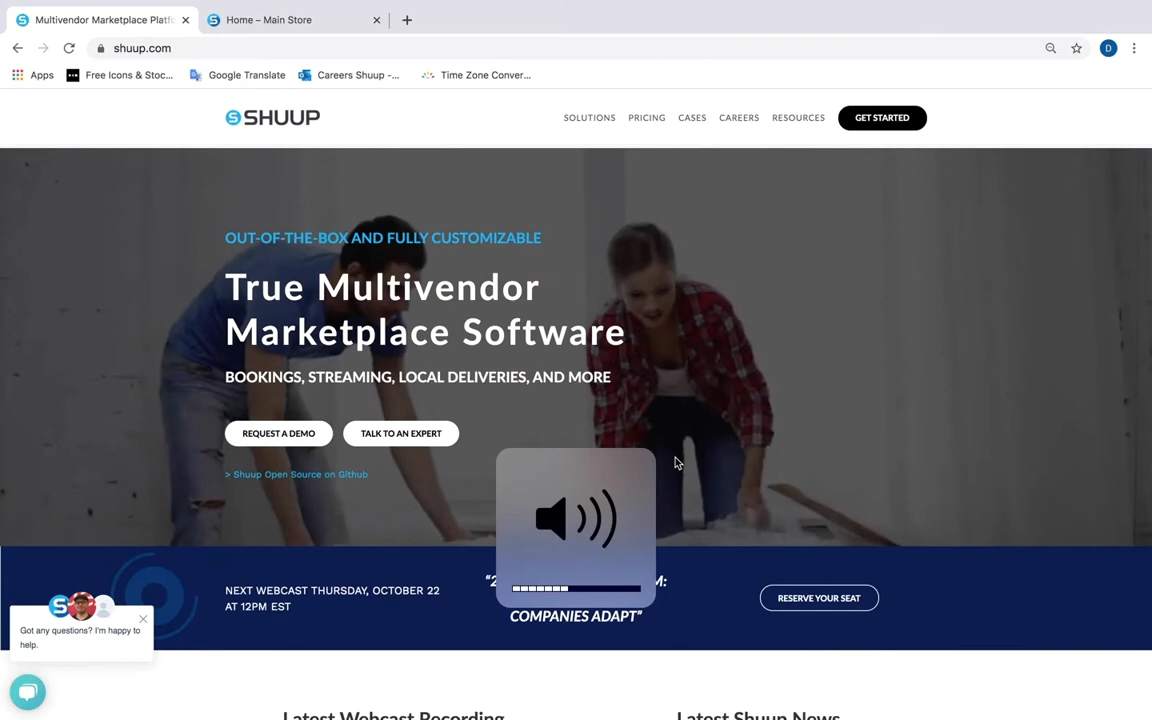 Multivendor Marketplace Platfo
Home – Main Store
shuup.com
D
Apps
Free Icons & Stoc...
Google Translate
Careers Shuup -...
Time Zone Conver...
SHUUP
SOLUTIONS
PRICING
CASES
CAREERS
RESOURCES
GET STARTED
OUT-OF-THE-BOX AND FULLY CUSTOMIZABLE
True Multivendor
Marketplace Software
BOOKINGS, STREAMING, LOCAL DELIVERIES, AND MORE
REQUEST A DEMO
TALK TO AN EXPERT
> Shuup Open Source on Github
NEXT WEBCAST THURSDAY, OCTOBER 22
AT 12PM EST
“2
M:
COMPANIES ADAPT”
RESERVE YOUR SEAT
Got any questions? I'm happy to
help.
Latest Webcast Recording
Latest Shuup News